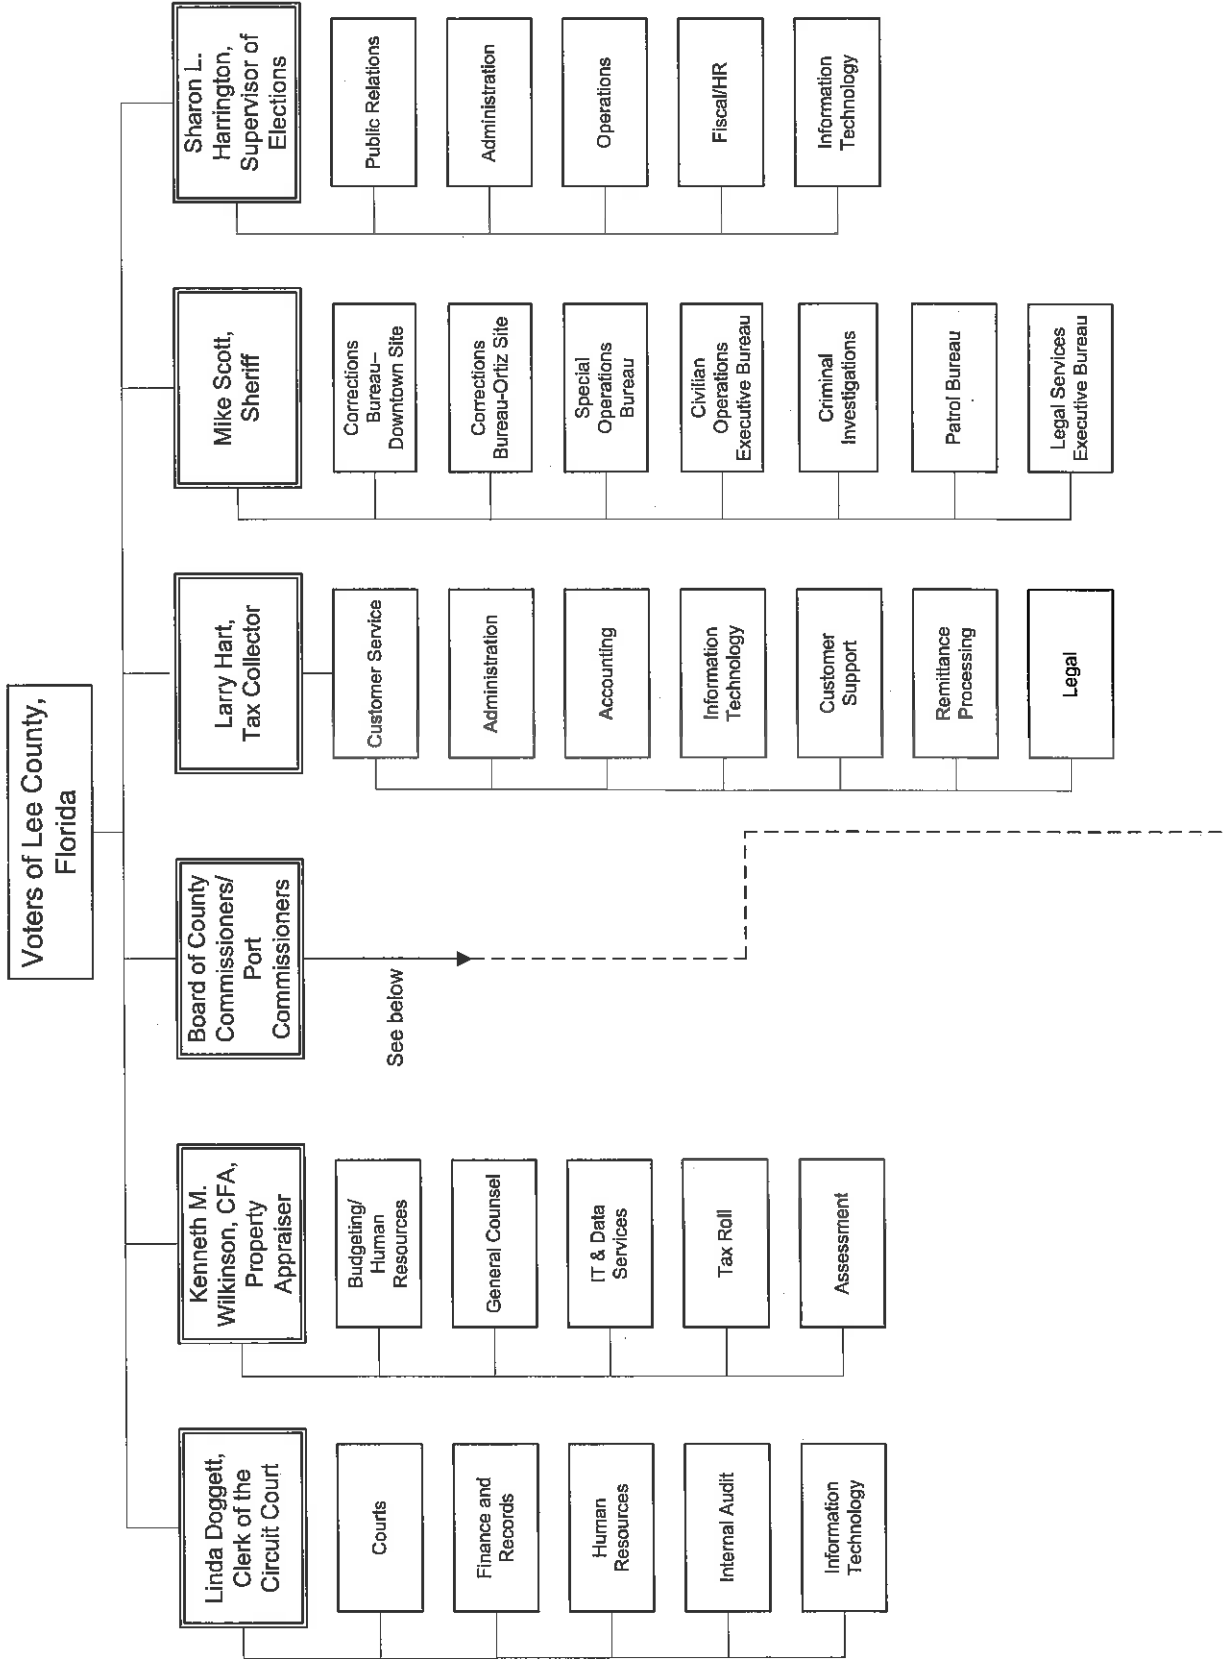 Voters of Lee County,
Florida
Linda Doggett,
Clerk of the
Circuit Court
Courts
Finance and
Records
Human
Resources
Internal Audit
Information
Technology
Kenneth M.
Wilkinson, CFA,
Property
Appraiser
Budgeting/
Human
Resources
General Counsel
IT & Data
Services
Tax Roll
Assessment
Board of County
Commissioners/
Port
Commissioners
See below
Larry Hart,
Tax Collector
Customer Service
Administration
Accounting
Information
Technology
Customer
Support
Remittance
Processing
Legal
Mike Scott,
Sheriff
Corrections
Bureau–
Downtown Site
Corrections
Bureau-Ortiz Site
Special
Operations
Bureau
Civilian
Operations
Executive Bureau
Criminal
Investigations
Patrol Bureau
Legal Services
Executive Bureau
Sharon L.
Harrington,
Supervisor of
Elections
Public Relations
Administration
Operations
Fiscal/HR
Information
Technology